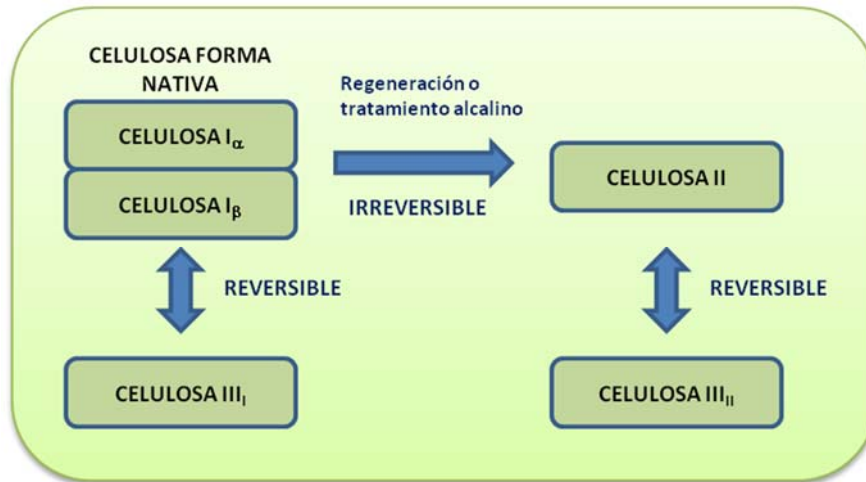 CELULOSA FORMA
NATIVA
CELULOSA Iα
CELULOSA Iβ
Regeneración o
tratamiento alcalino
IRREVERSIBLE
CELULOSA II
REVERSIBLE
REVERSIBLE
CELULOSA IIII
CELULOSA IIIII